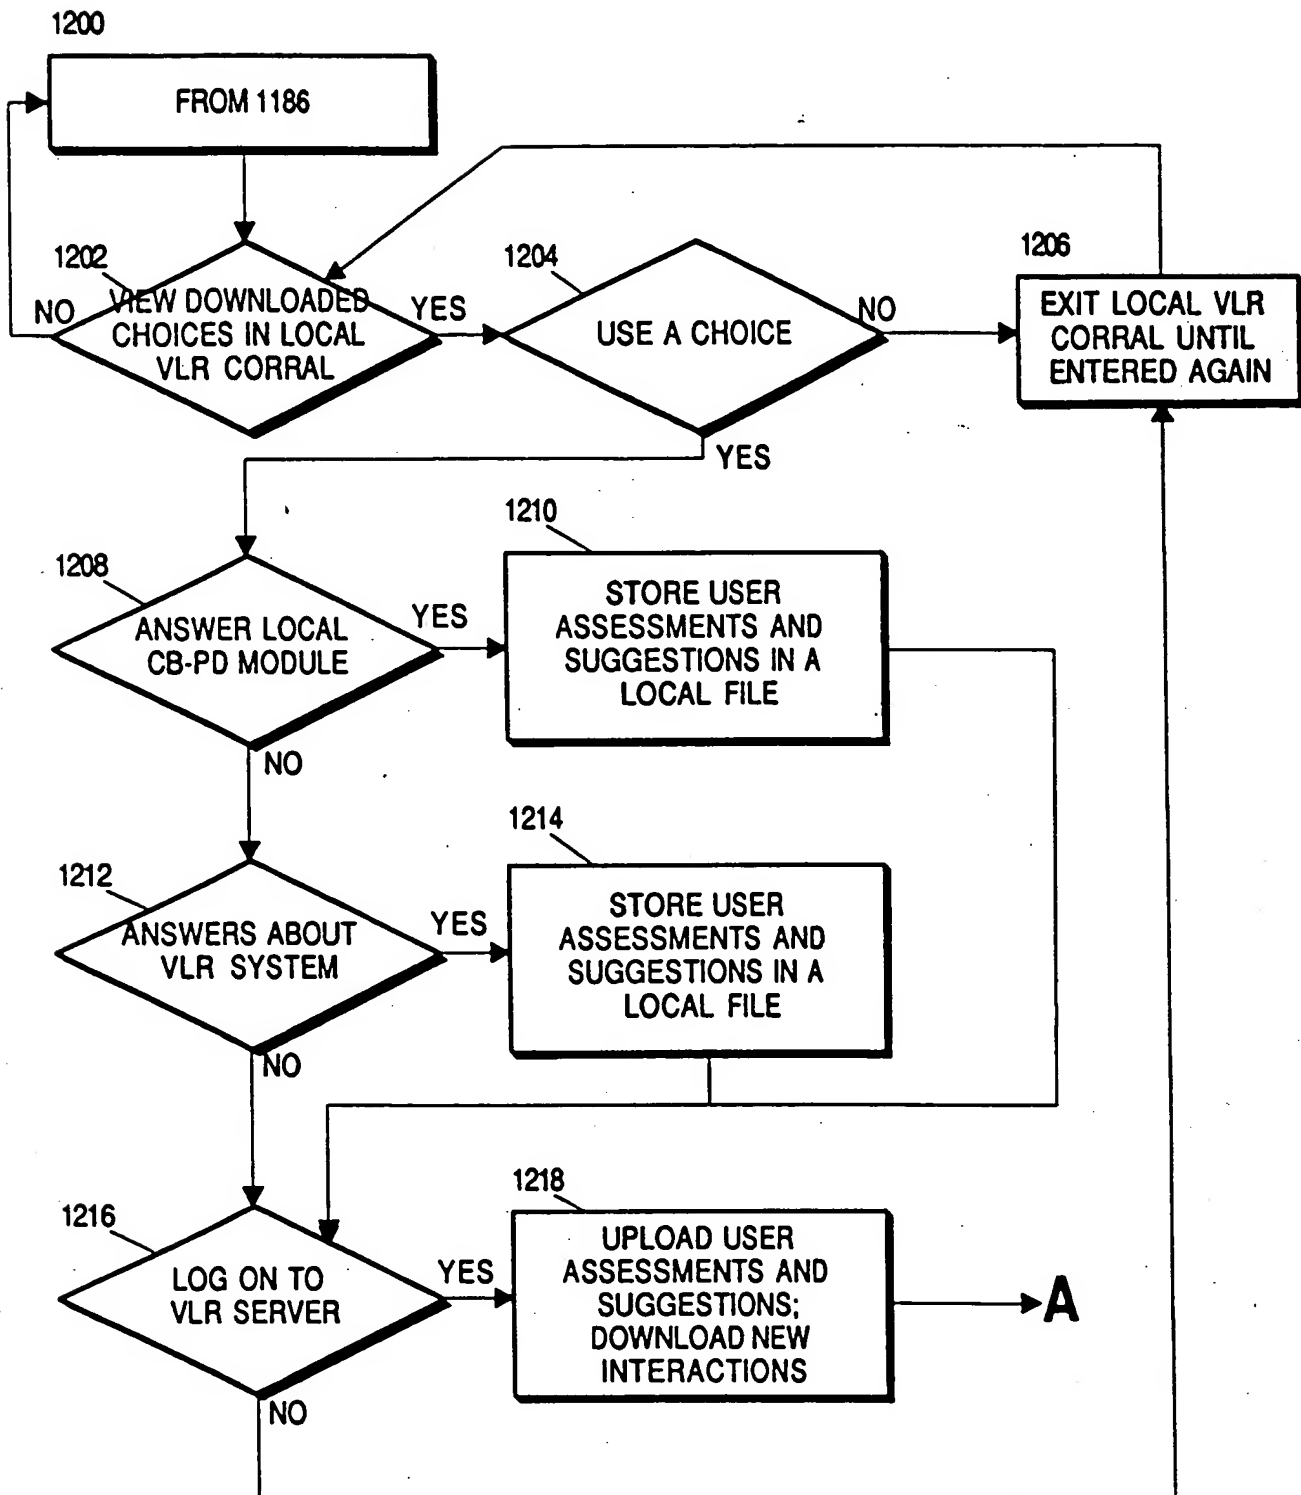 1200
FROM 1186
1202
VIEW DOWNLOADED
CHOICES IN LOCAL
VLR CORRAL
NO
YES
1204
USE A CHOICE
NO
YES
1206
EXIT LOCAL VLR
CORRAL UNTIL
ENTERED AGAIN
1208
ANSWER LOCAL
CB-PD MODULE
YES
NO
1210
STORE USER
ASSESSMENTS AND
SUGGESTIONS IN A
LOCAL FILE
1212
ANSWERS ABOUT
VLR SYSTEM
YES
NO
1214
STORE USER
ASSESSMENTS AND
SUGGESTIONS IN A
LOCAL FILE
1216
LOG ON TO
VLR SERVER
YES
NO
1218
UPLOAD USER
ASSESSMENTS AND
SUGGESTIONS;
DOWNLOAD NEW
INTERACTIONS
A